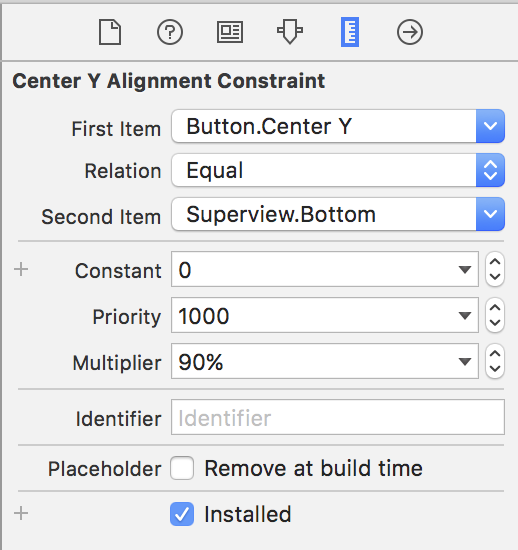 Center Y Alignment Constraint
First Item Button.Center Y
Relation Equal
Second Item Superview.Bottom
Constant 0
Priority 1000
Multiplier 90%
Identifier Identifier
Placeholder Remove at build time
Installed